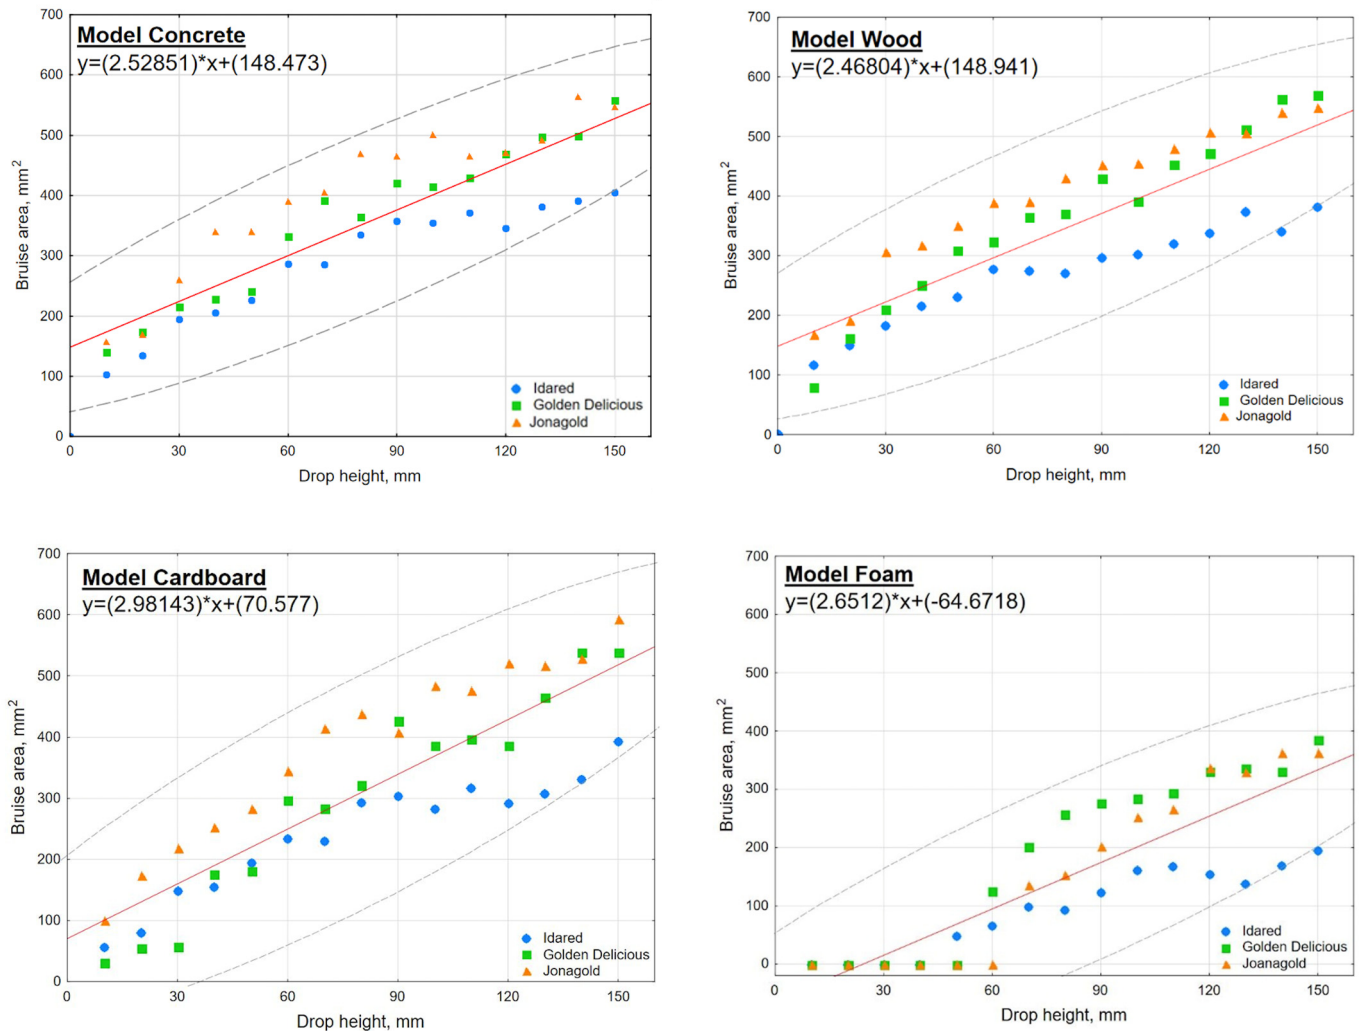 Model Concrete
y=(2.52851)*x+(148.473)
700
600
500
400
300
200
100
0
Bruise area, mm²
0 30 60 90 120 150
Drop height, mm
Idared
Golden Delicious
Jonagold
Model Wood
y=(2.46804)*x+(148.941)
700
600
500
400
300
200
100
0
Bruise area, mm²
0 30 60 90 120 150
Drop height, mm
Idared
Golden Delicious
Jonagold
Model Cardboard
y=(2.98143)*x+(70.577)
700
600
500
400
300
200
100
0
Bruise area, mm²
0 30 60 90 120 150
Drop height, mm
Idared
Golden Delicious
Jonagold
Model Foam
y=(2.6512)*x+(-64.6718)
700
600
500
400
300
200
100
0
Bruise area, mm²
0 30 60 90 120 150
Drop height, mm
Idared
Golden Delicious
Joanagold